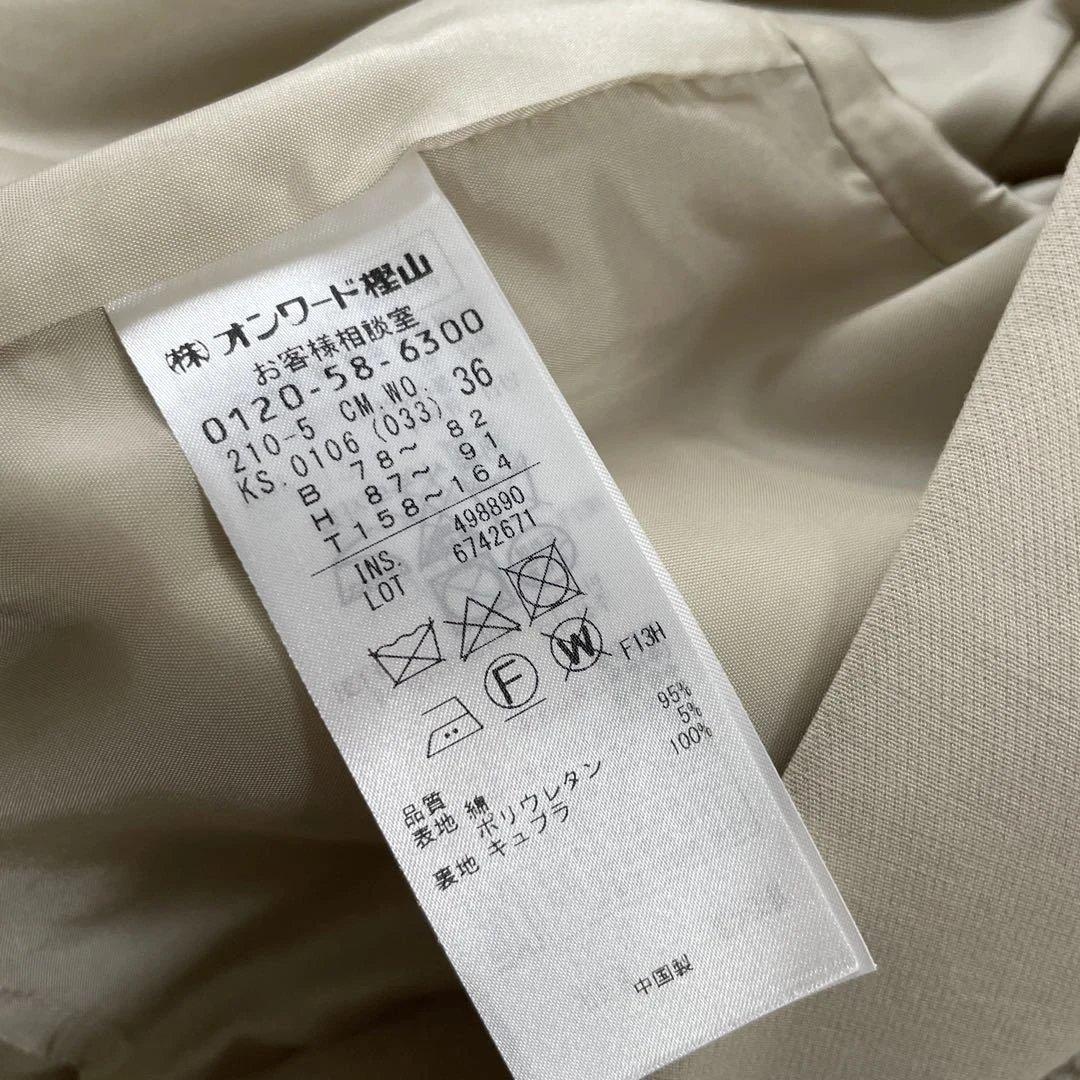 (株)オンワード樫山
お客様相談室
0120-58-6300
210-5 CM.WO. 36
KS.0106 (033)
B 78〜 82
H 87〜 91
T 158〜164
INS. 498890
LOT 6742671
F W F13H
品質
表地 綿 95%
ポリウレタン 5%
裏地 キュプラ 100%
中国製